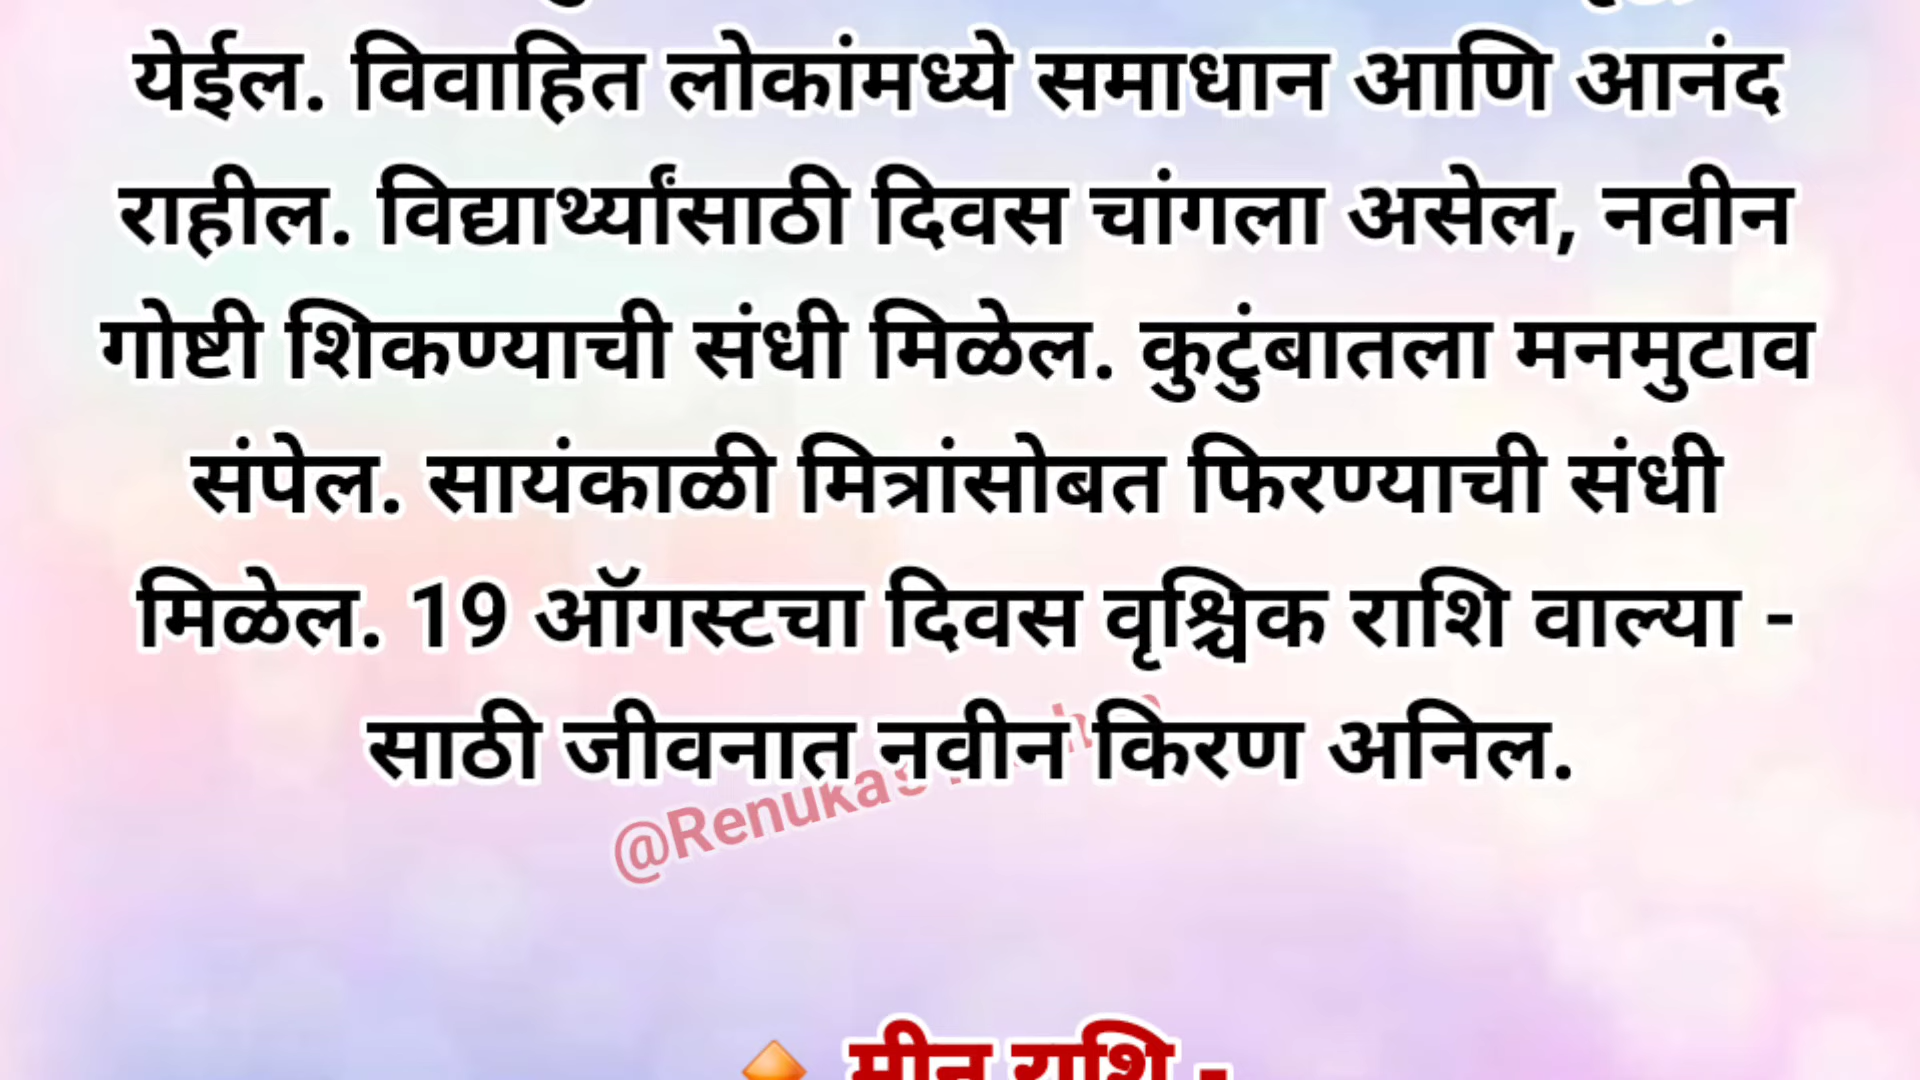 येईल. विवाहित लोकांमध्ये समाधान आणि आनंद
राहील. विद्यार्थ्यांसाठी दिवस चांगला असेल, नवीन
गोष्टी शिकण्याची संधी मिळेल. कुटुंबातला मनमुटाव
संपेल. सायंकाळी मित्रांसोबत फिरण्याची संधी
मिळेल. 19 ऑगस्टचा दिवस वृश्चिक राशि वाल्या -
साठी जीवनात नवीन किरण अनिल.
मीन राशि -